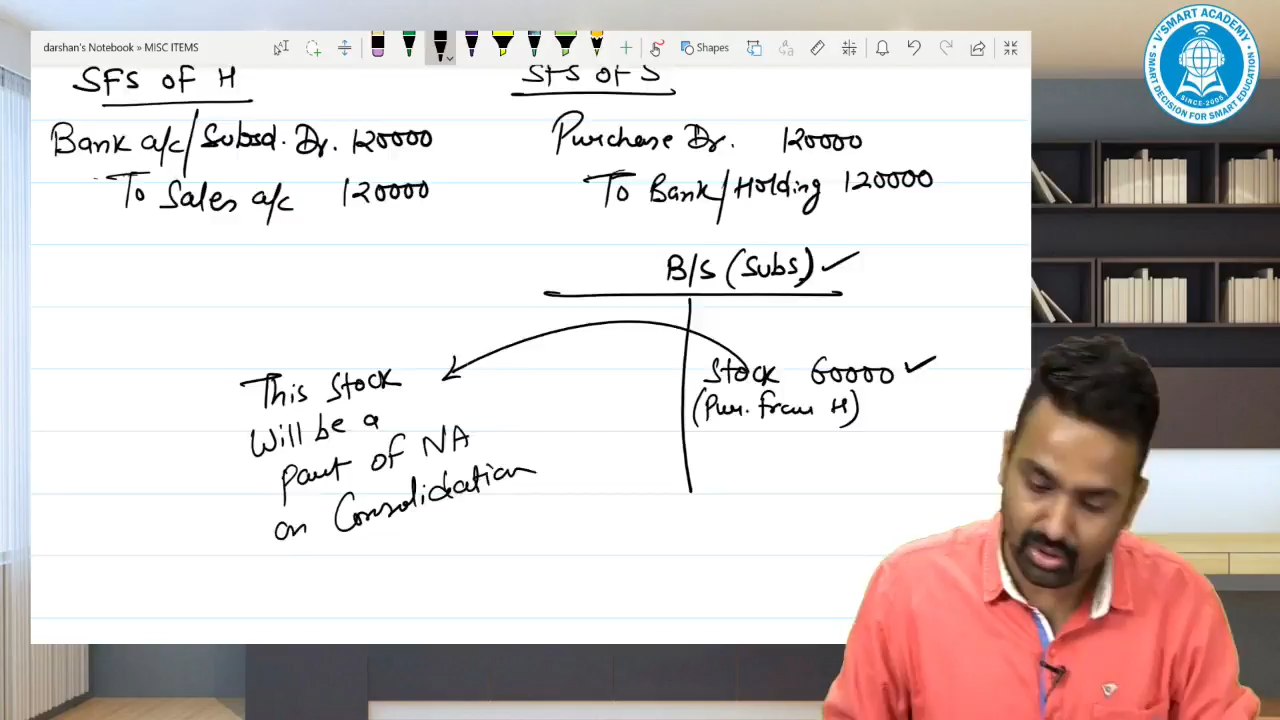 darshan's Notebook » MISC ITEMS
Shapes
V'SMART ACADEMY
SMART DECISION FOR SMART EDUCATION
SINCE-2005
SFS OF H
SFS OF S
Bank a/c/Subsd. Dr. 120000
To Sales a/c 120000
Purchase Dr. 120000
To Bank/Holding 120000
B/S (Subs)
Stock 60000
(Pur. from H)
This Stock
Will be a
Part of NA
on Consolidation